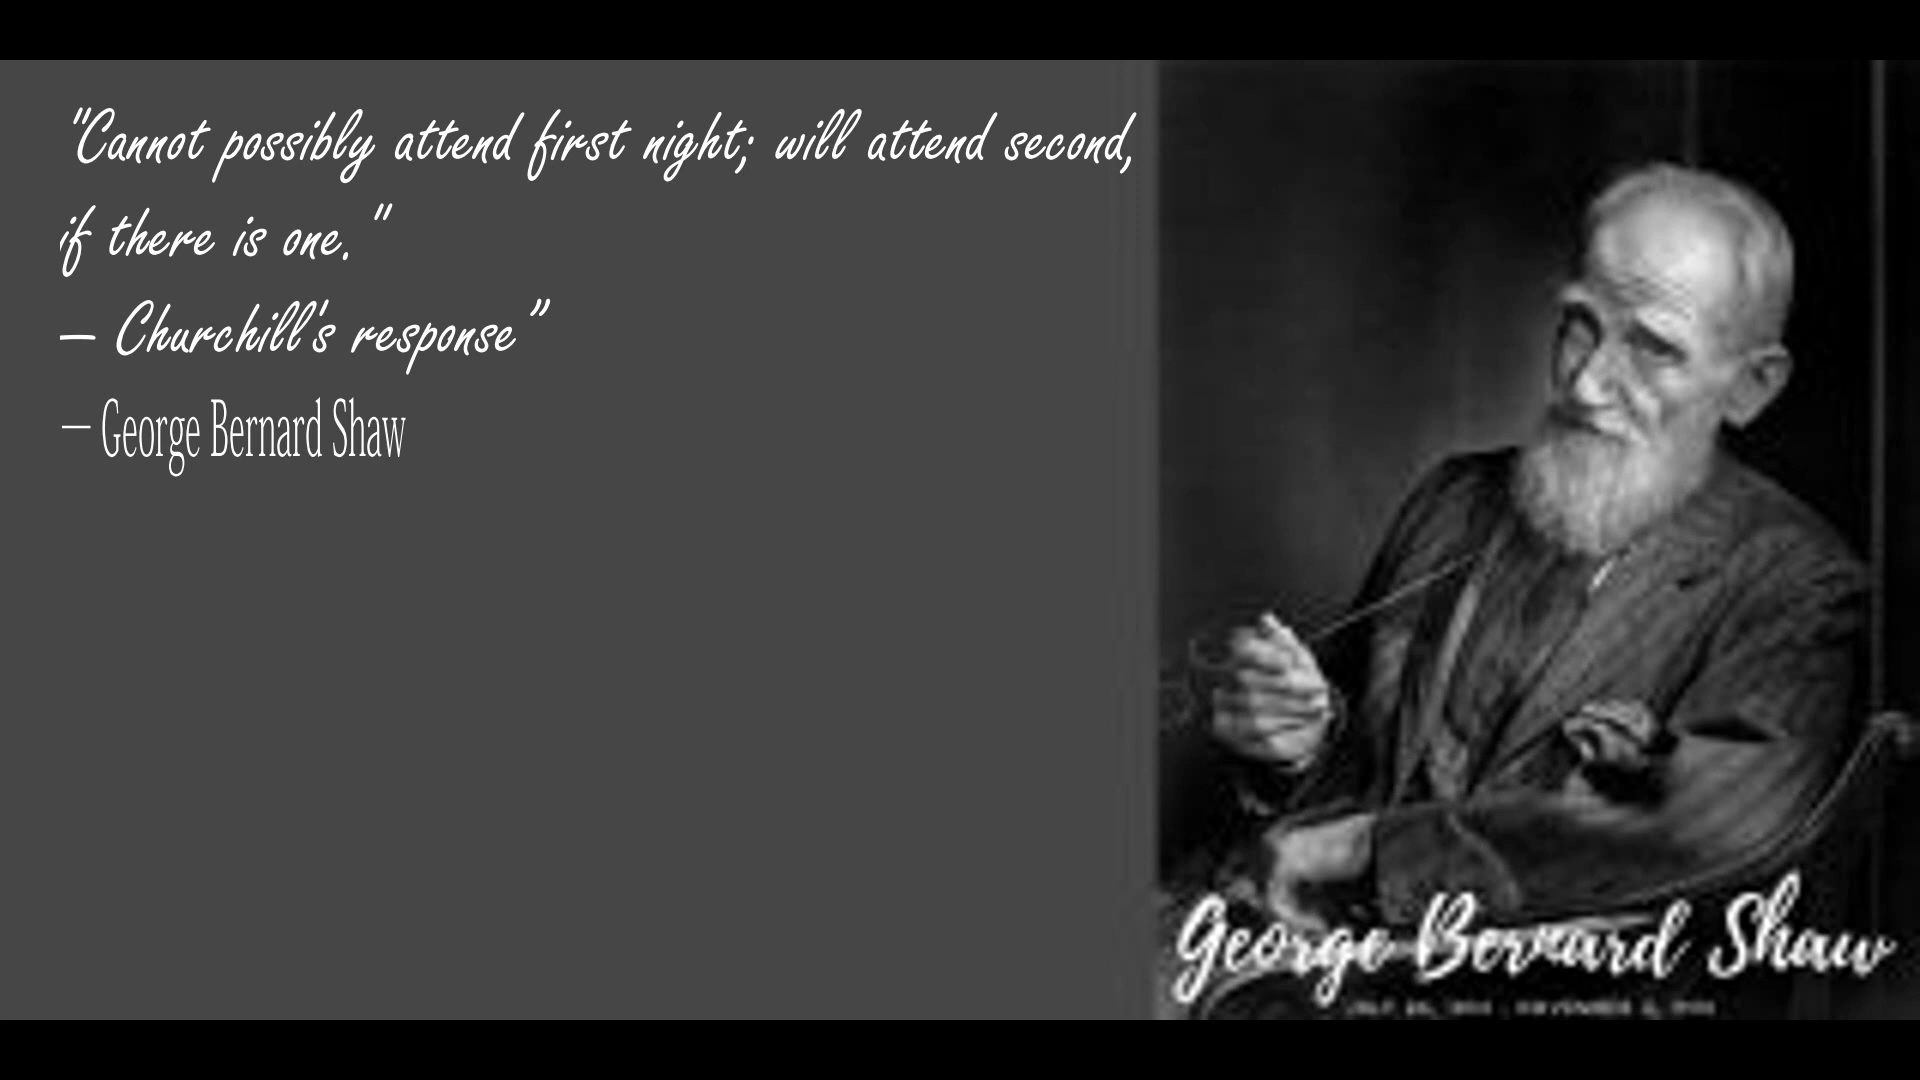 "Cannot possibly attend first night; will attend second,
if there is one."
— Churchill's response”
— George Bernard Shaw
George Bernard Shaw